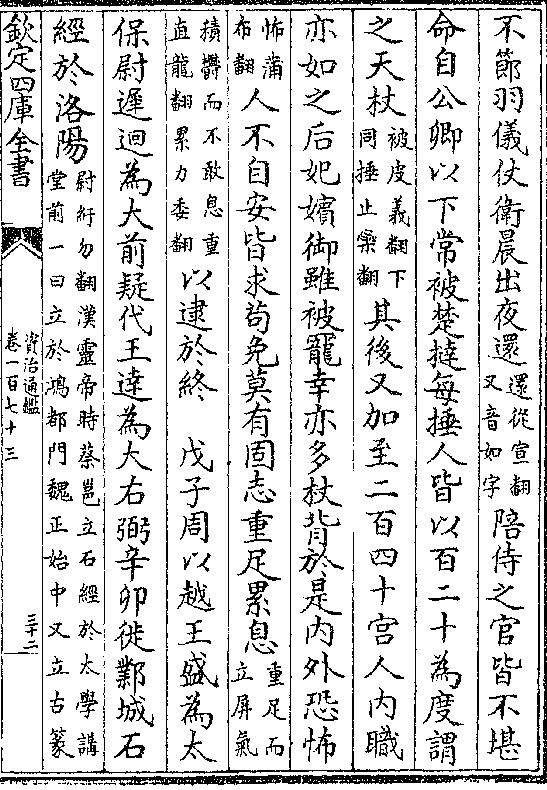 不節羽儀仗衛晨出夜還還從宣翻又音如字陪侍之官皆不堪
命自公卿以下常被楚撻每捶人皆以百二十為度謂
之天杖被皮義翻下同捶止橤翻其後又加至二百四十宫人内職
亦如之后妃嬪御雖被寵幸亦多杖背於是内外恐怖
怖蒲布翻人不自安皆求苟免莫有固志重足累息重足而立屏氣
積欎而不敢息重直龍翻累力委翻以逮於終 戊子周以越王盛為太
保尉遲迥為大前疑代王達為大右弼辛卯徙鄴城石
經於洛陽尉紆勿翻漢靈帝時蔡邕立石經於太學講堂前一曰立於鴻都門魏正始中又立古篆
欽定四庫全書
資治通鑑
卷一百七十三
三十二